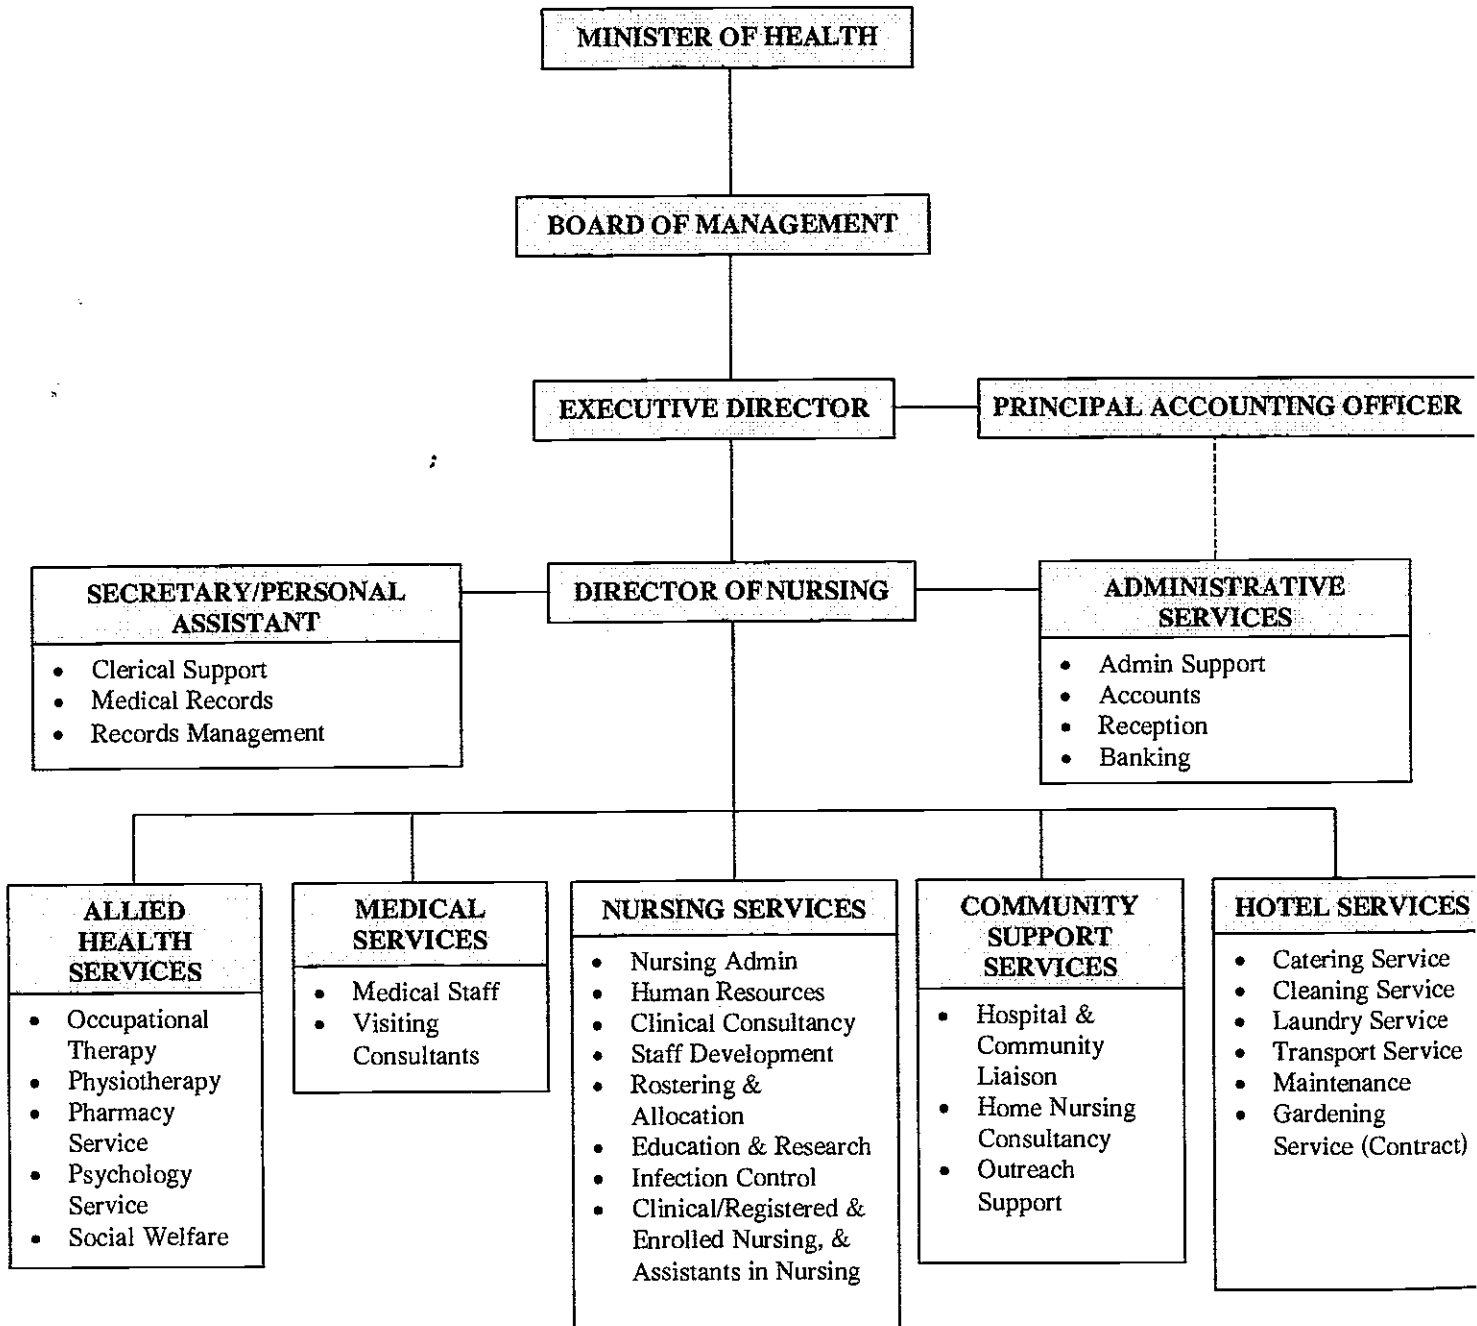 MINISTER OF HEALTH
BOARD OF MANAGEMENT
EXECUTIVE DIRECTOR
PRINCIPAL ACCOUNTING OFFICER
SECRETARY/PERSONAL
ASSISTANT
• Clerical Support
• Medical Records
• Records Management
DIRECTOR OF NURSING
ADMINISTRATIVE
SERVICES
• Admin Support
• Accounts
• Reception
• Banking
ALLIED
HEALTH
SERVICES
• Occupational
Therapy
• Physiotherapy
• Pharmacy
Service
• Psychology
Service
• Social Welfare
MEDICAL
SERVICES
• Medical Staff
• Visiting
Consultants
NURSING SERVICES
• Nursing Admin
• Human Resources
• Clinical Consultancy
• Staff Development
• Rostering &
Allocation
• Education & Research
• Infection Control
• Clinical/Registered &
Enrolled Nursing, &
Assistants in Nursing
COMMUNITY
SUPPORT
SERVICES
• Hospital &
Community
Liaison
• Home Nursing
Consultancy
• Outreach
Support
HOTEL SERVICES
• Catering Service
• Cleaning Service
• Laundry Service
• Transport Service
• Maintenance
• Gardening
Service (Contract)